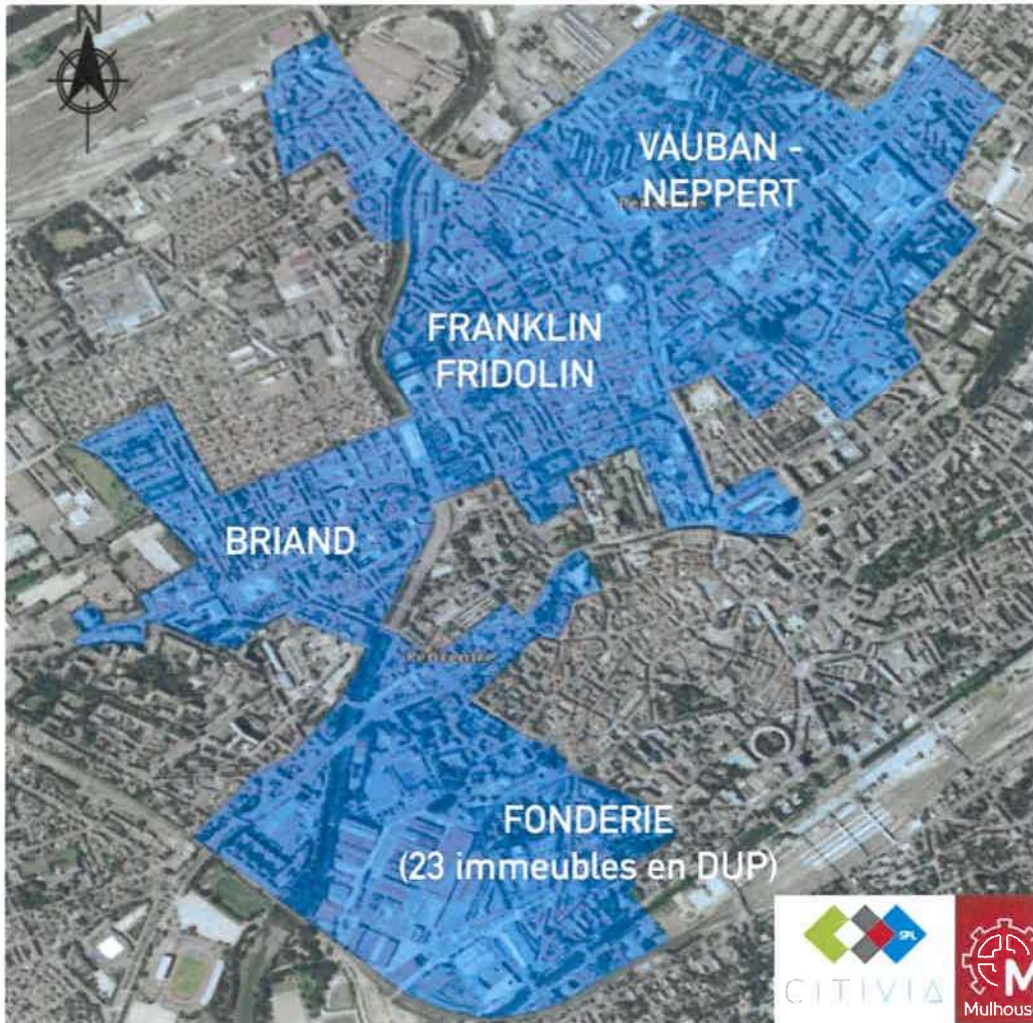 N
VAUBAN -
NEPPERT
FRANKLIN
FRIDOLIN
BRIAND
FONDERIE
(23 immeubles en DUP)
SPL
CITIVIA
M
Mulhous